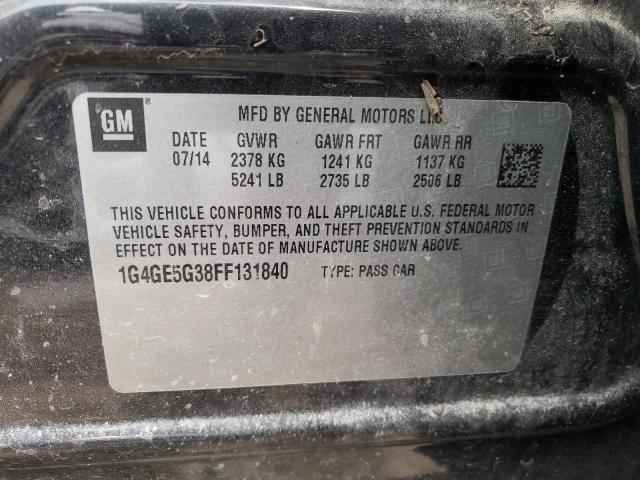 GM
MFD BY GENERAL MOTORS
DATE GVWR GAWR FRT GAWR RR
07/14 2378 KG 1241 KG 1137 KG
5241 LB 2735 LB 2506 LB
THIS VEHICLE CONFORMS TO ALL APPLICABLE U.S. FEDERAL MOTOR
VEHICLE SAFETY, BUMPER, AND THEFT PREVENTION STANDARDS IN
EFFECT ON THE DATE OF MANUFACTURE SHOWN ABOVE.
1G4GE5G38FF131840 TYPE: PASS CAR